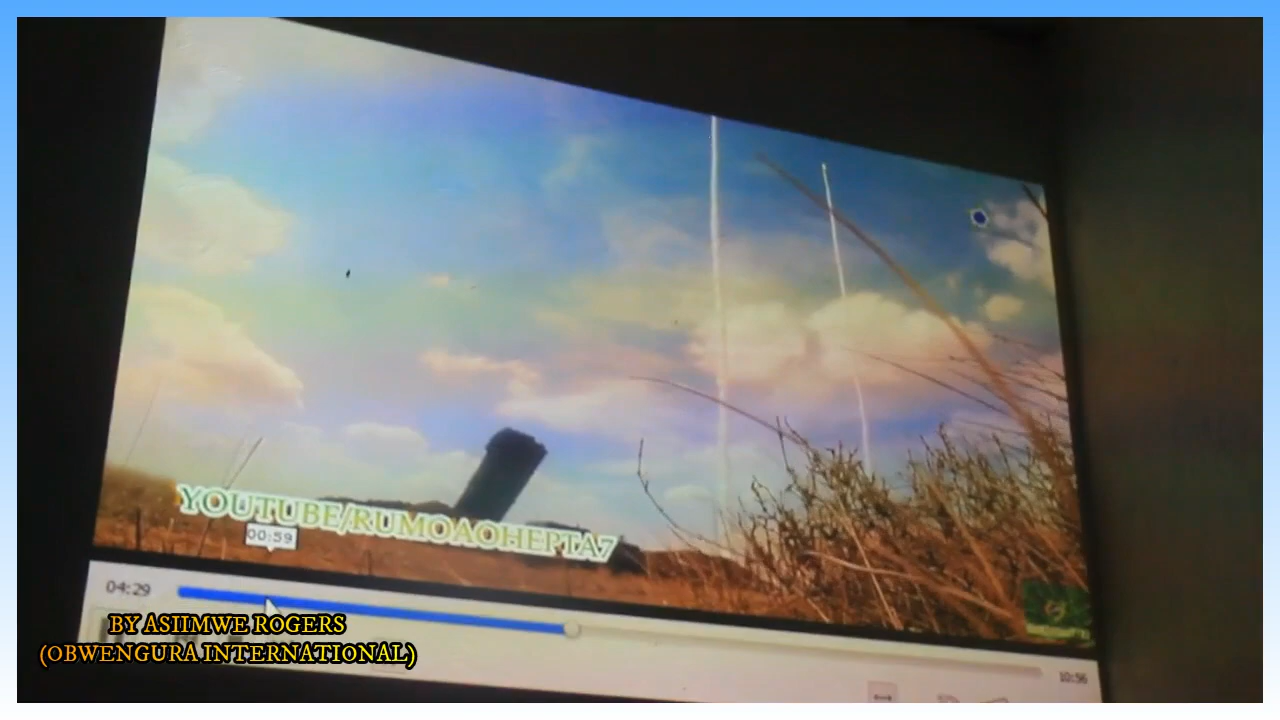 YOUTUBE/RUMOAOHEPTA7
00:59
04:29
10:56
BY ASIIMWE ROGERS
(OBWENGURA INTERNATIONAL)